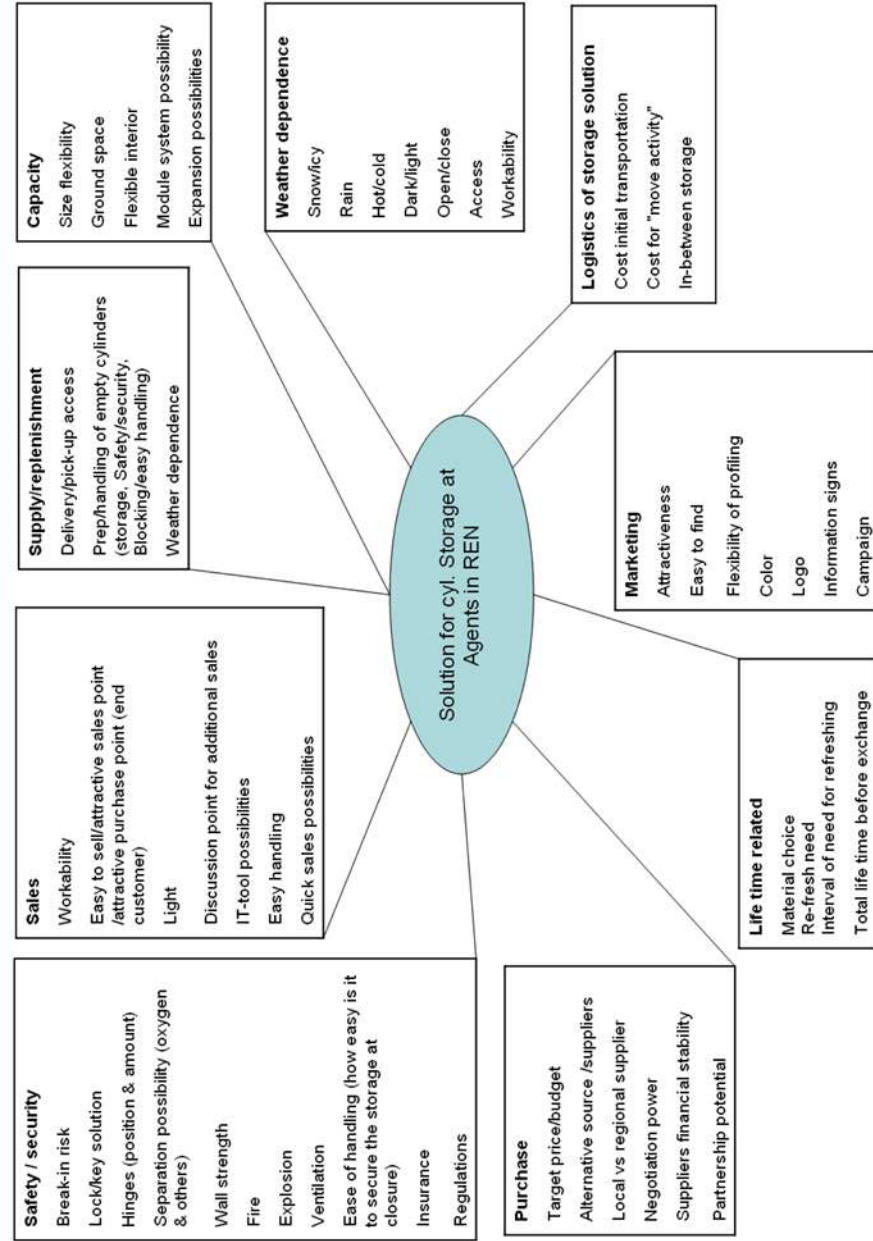 Safety / security
Break-in risk
Lock/key solution
Hinges (position & amount)
Separation possibility (oxygen
& others)
Wall strength
Fire
Explosion
Ventilation
Ease of handling (how easy is it
to secure the storage at
closure)
Insurance
Regulations
Sales
Workability
Easy to sell/attractive sales point
/attractive purchase point (end
customer)
Light
Discussion point for additional sales
IT-tool possibilities
Easy handling
Quick sales possibilities
Supply/replenishment
Delivery/pick-up access
Prep/handling of empty cylinders
(storage, Safety/security,
Blocking/easy handling)
Weather dependence
Capacity
Size flexibility
Ground space
Flexible interior
Module system possibility
Expansion possibilities
Weather dependence
Snow/icy
Rain
Hot/cold
Dark/light
Open/close
Access
Workability
Solution for cyl. Storage at
Agents in REN
Purchase
Target price/budget
Alternative source /suppliers
Local vs regional supplier
Negotiation power
Suppliers financial stability
Partnership potential
Life time related
Material choice
Re-fresh need
Interval of need for refreshing
Total life time before exchange
Marketing
Attractiveness
Easy to find
Flexibility of profiling
Color
Logo
Information signs
Campaign
Logistics of storage solution
Cost initial transportation
Cost for "move activity"
In-between storage